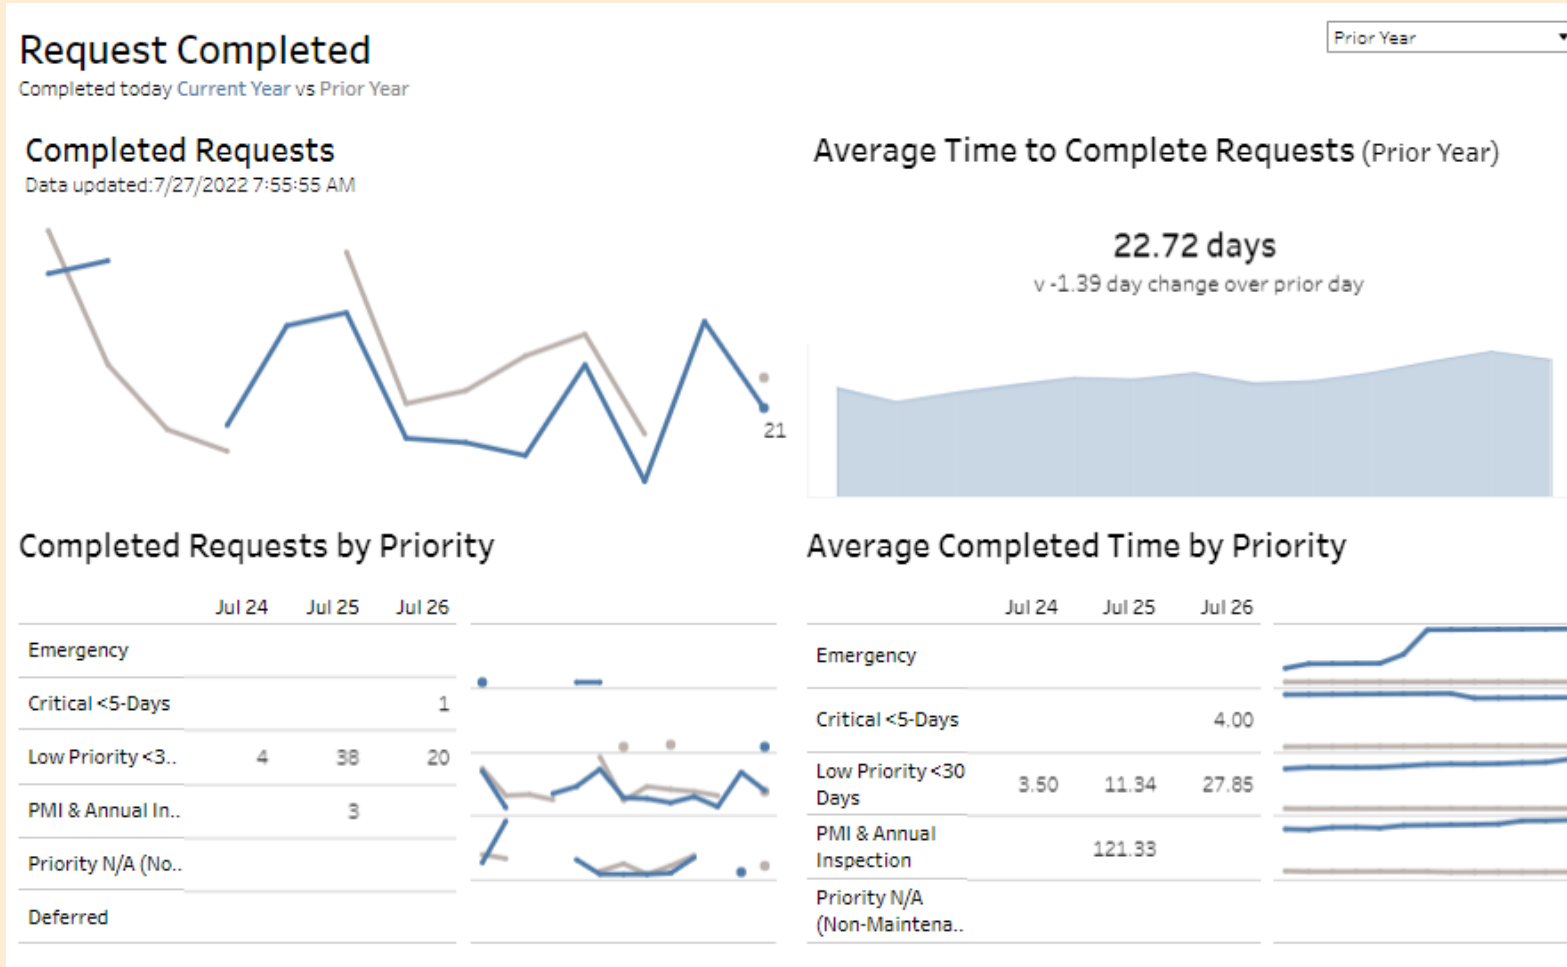 Request Completed
Prior Year
Completed today Current Year vs Prior Year
Completed Requests
Data updated:7/27/2022 7:55:55 AM
21
Average Time to Complete Requests (Prior Year)
22.72 days
v -1.39 day change over prior day
Completed Requests by Priority
Jul 24 Jul 25 Jul 26
Emergency
Critical <5-Days 1
Low Priority <3.. 4 38 20
PMI & Annual In.. 3
Priority N/A (No..
Deferred
Average Completed Time by Priority
Jul 24 Jul 25 Jul 26
Emergency
Critical <5-Days 4.00
Low Priority <30
Days 3.50 11.34 27.85
PMI & Annual
Inspection 121.33
Priority N/A
(Non-Maintena..